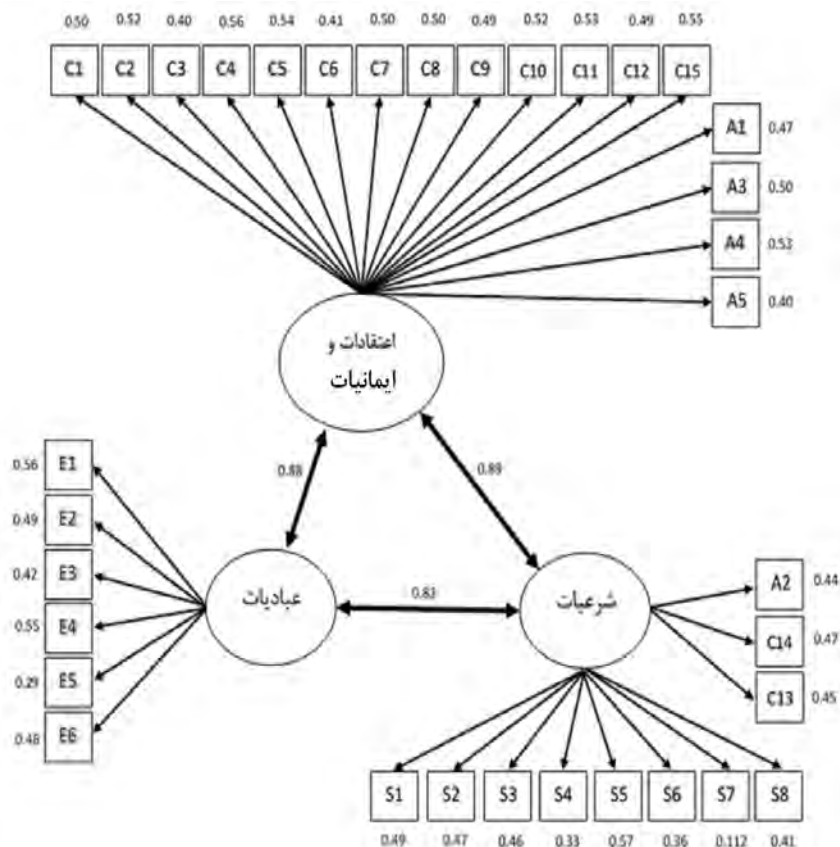 0.50 0.52 0.40 0.56 0.54 0.41 0.50 0.50 0.49 0.52 0.53 0.49 0.55
C1 C2 C3 C4 C5 C6 C7 C8 C9 C10 C11 C12 C15
A1 0.47
A3 0.50
A4 0.53
A5 0.40
اعتقادات و
ایمانیات
0.88
0.89
0.56 E1
0.49 E2
0.42 E3
0.55 E4
0.29 E5
0.48 E6
عبادیات
0.83
شرعیات
A2 0.44
C14 0.47
C13 0.45
S1 S2 S3 S4 S5 S6 S7 S8
0.49 0.47 0.46 0.33 0.57 0.36 0.112 0.41